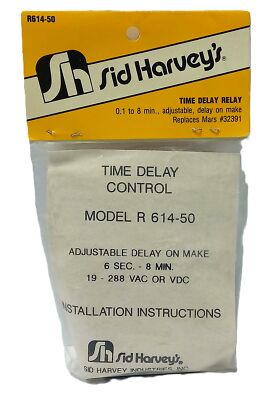 R614-50
Sh Sid Harvey's®
TIME DELAY RELAY
0.1 to 8 min., adjustable, delay on make
Replaces Mars #32391
TIME DELAY
CONTROL
MODEL R 614-50
ADJUSTABLE DELAY ON MAKE
6 SEC. - 8 MIN.
19 - 288 VAC OR VDC
INSTALLATION INSTRUCTIONS
Sh Sid Harvey's®
SID HARVEY INDUSTRIES, INC.